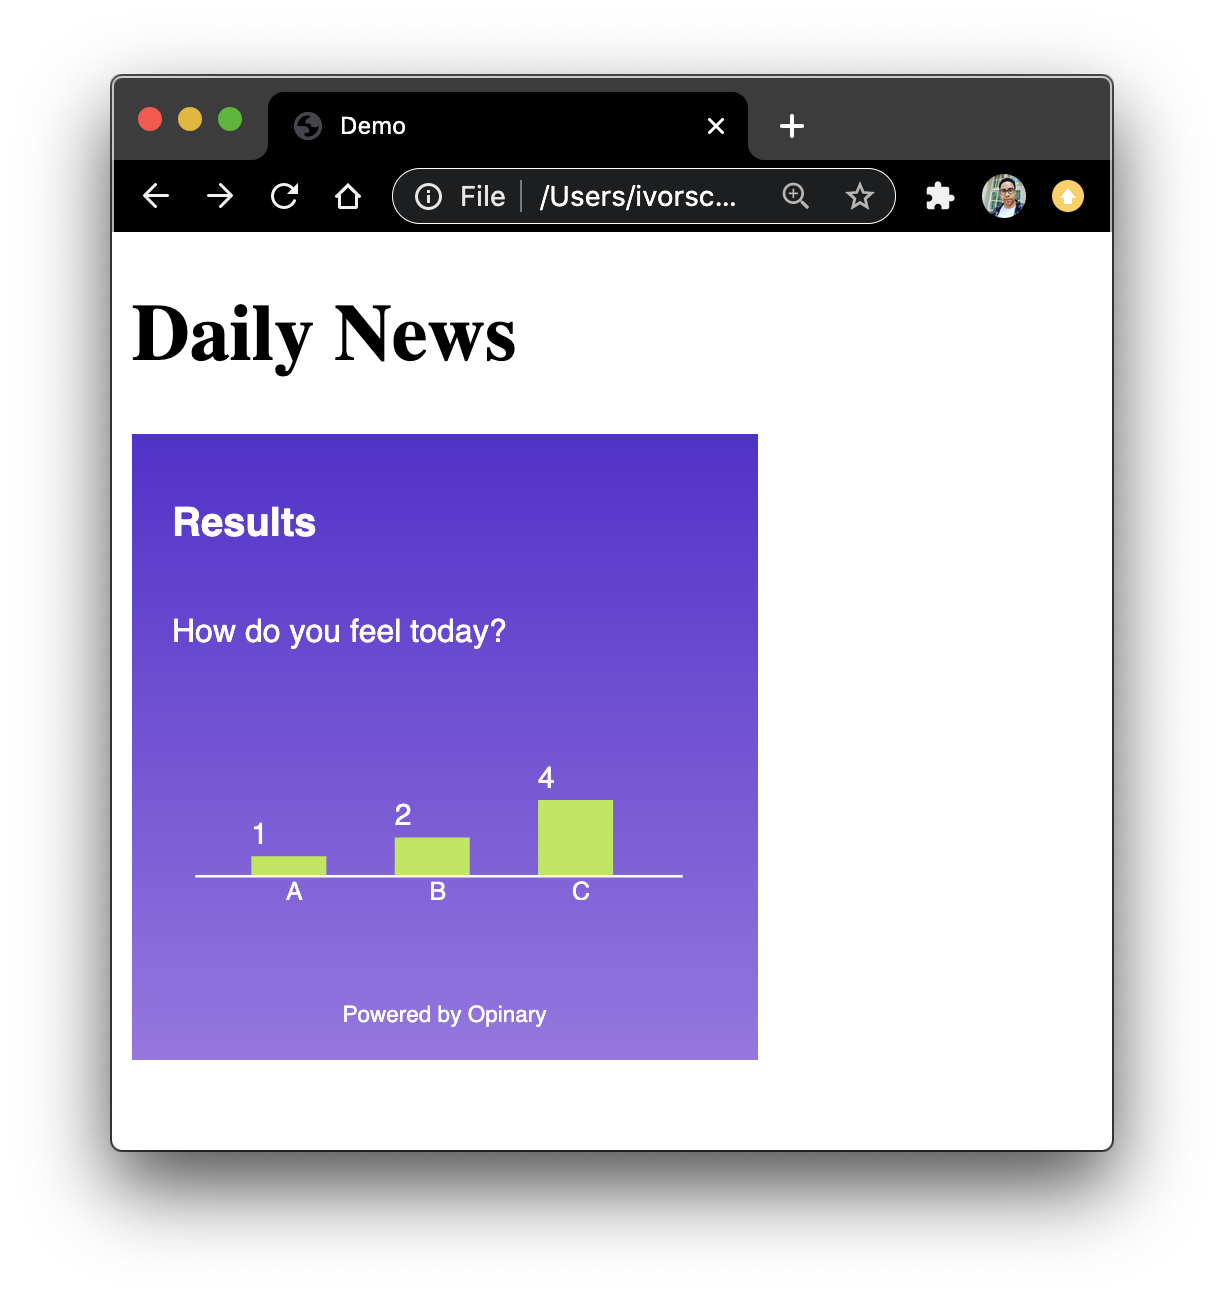 Demo
File /Users/ivorsc...
Daily News
Results
How do you feel today?
1 2 4
A B C
Powered by Opinary